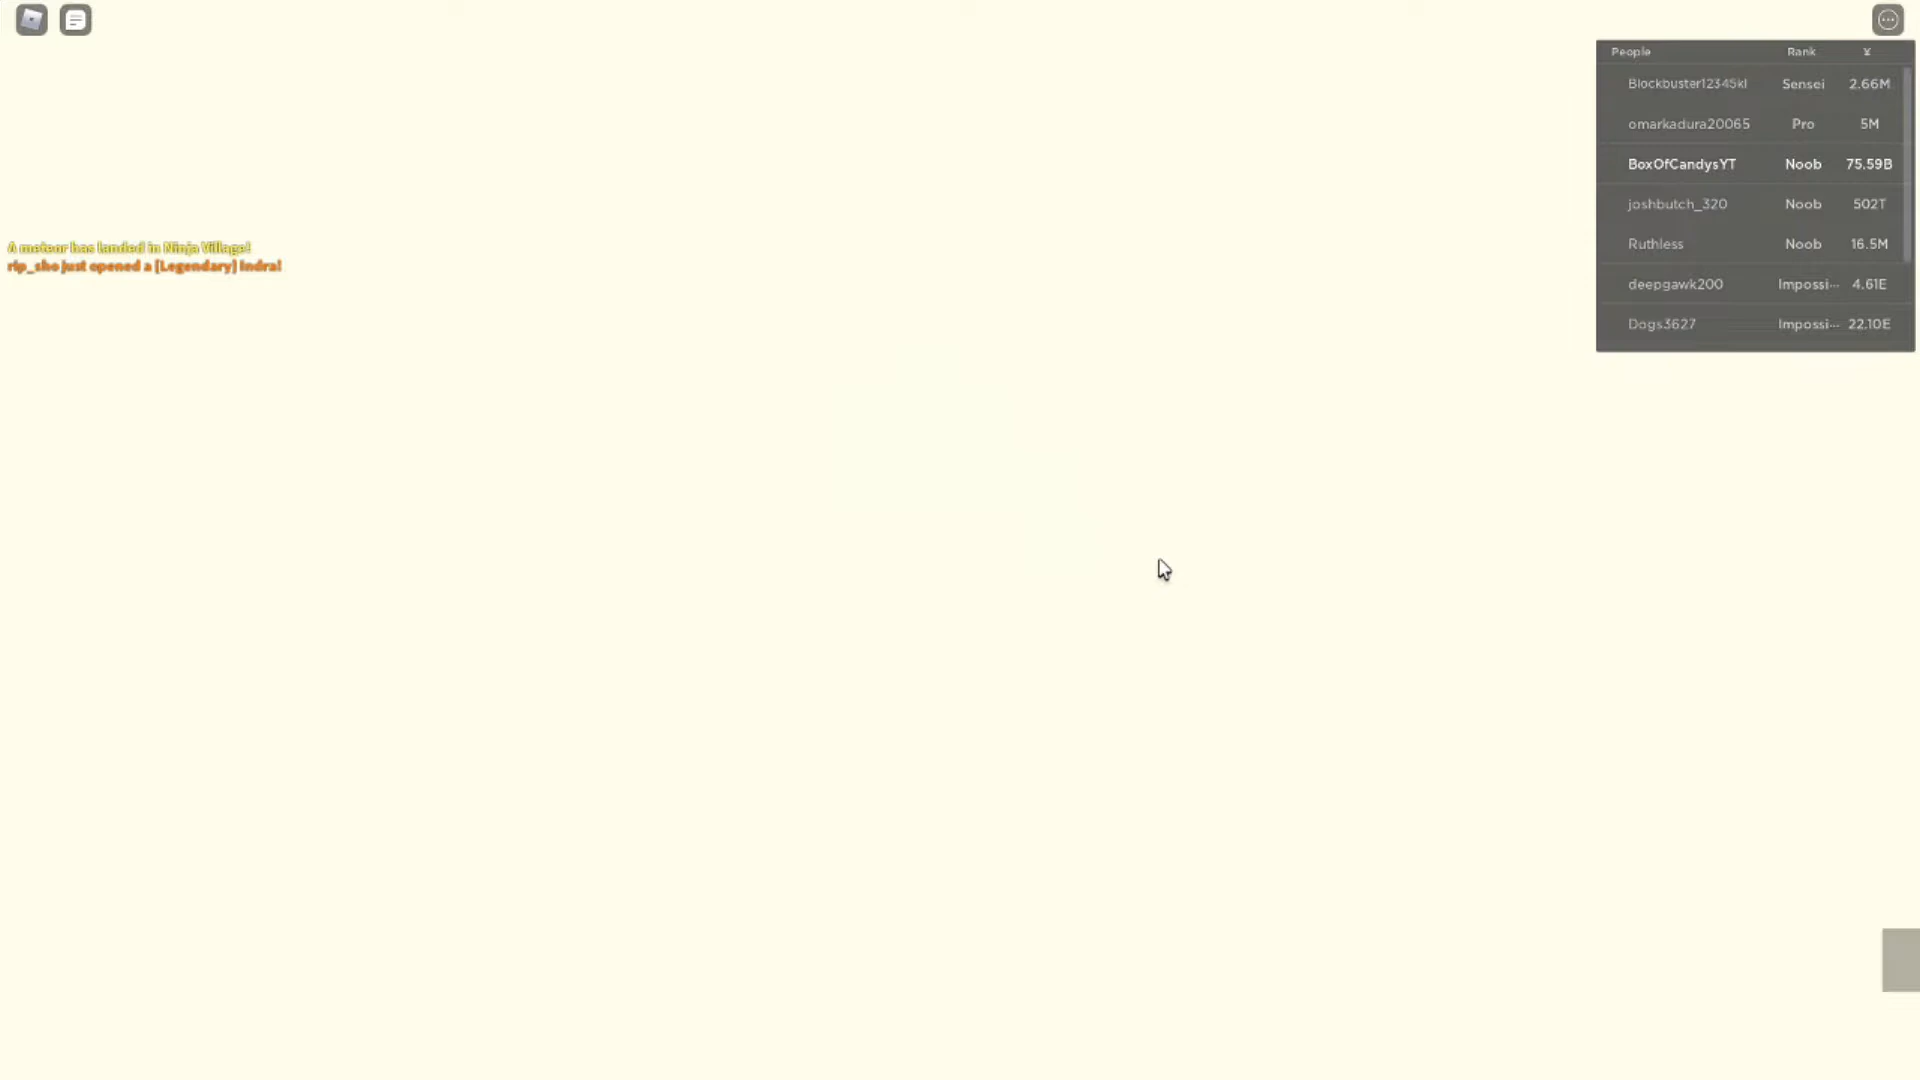 People Rank ¥
Blockbuster12345kl Sensei 2.66M
omarkadura20065 Pro 5M
BoxOfCandysYT Noob 75.59B
joshbutch_320 Noob 502T
Ruthless Noob 16.5M
deepgawk200 Impossi... 4.61E
Dogs3627 Impossi... 22.10E
A meteor has landed in Ninja Village!
rip_sho just opened a [Legendary] Indra!